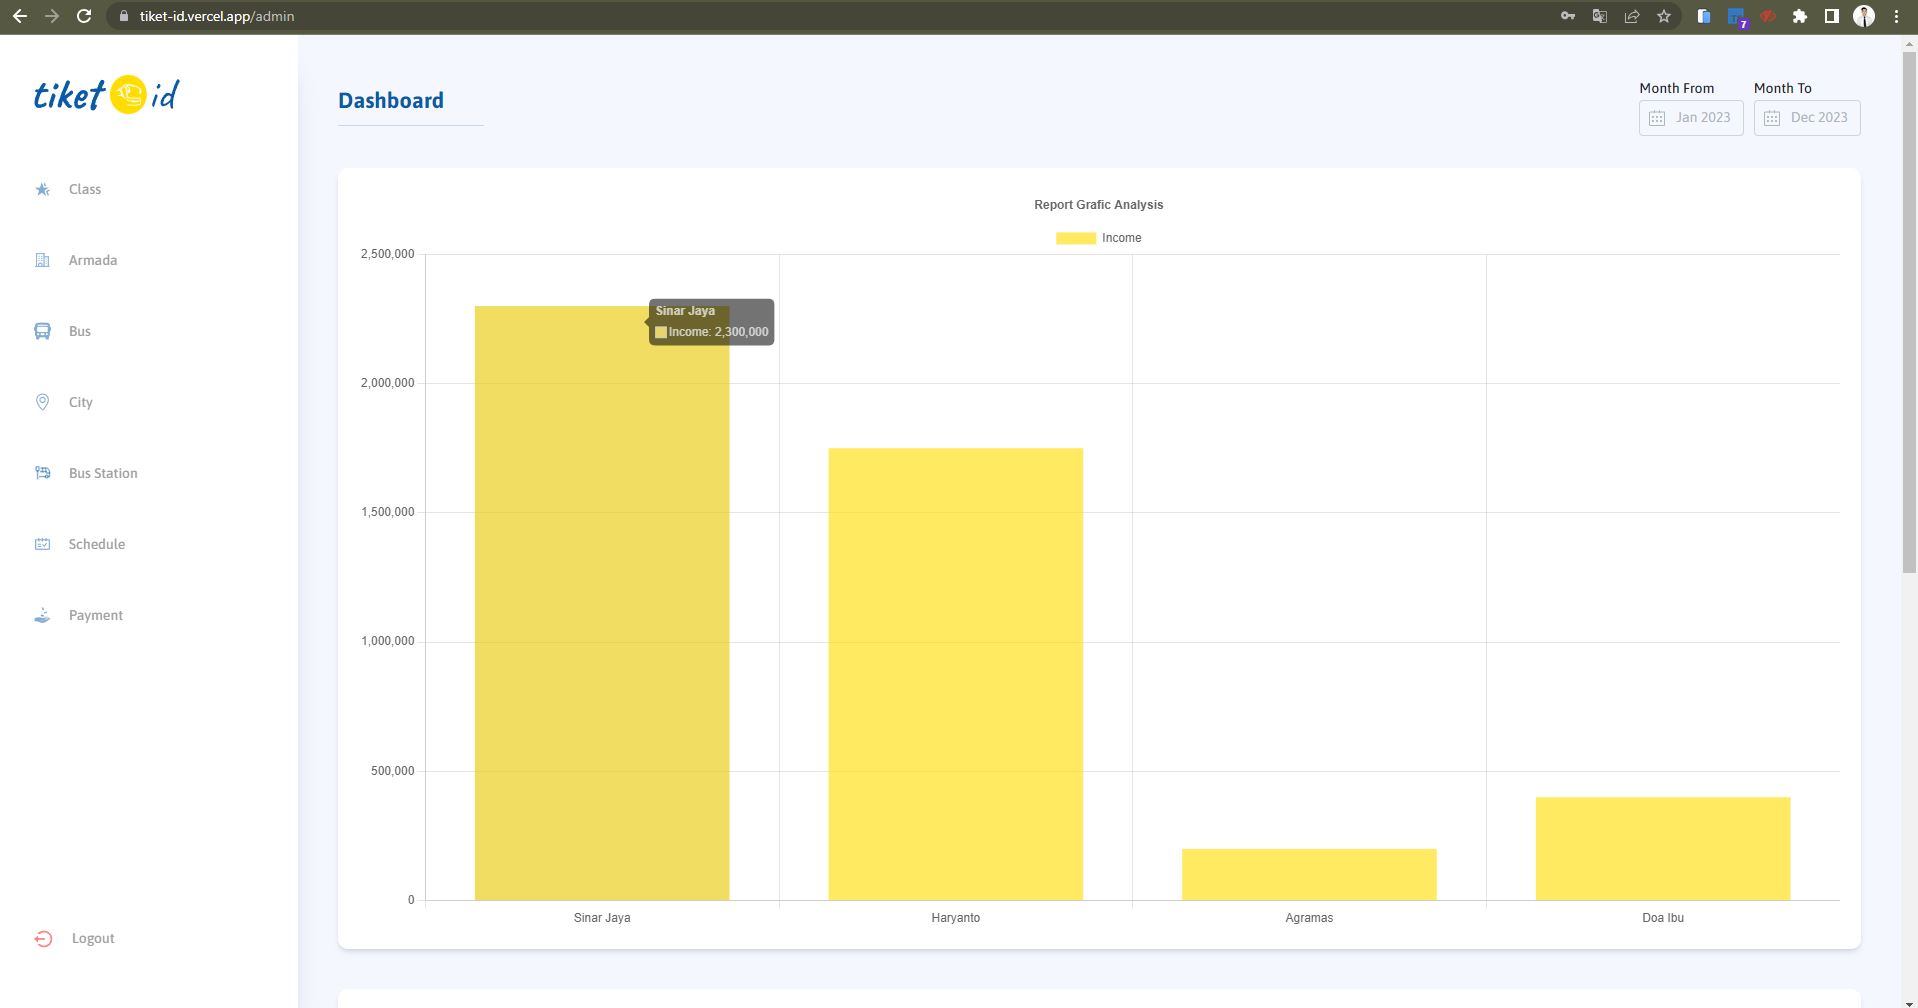 tiket-id.vercel.app/admin
7
tiket id
Dashboard
Month From
Month To
Jan 2023
Dec 2023
Class
Armada
Bus
City
Bus Station
Schedule
Payment
Logout
Report Grafic Analysis
Income
2,500,000
2,000,000
1,500,000
1,000,000
500,000
0
Sinar Jaya
Income: 2,300,000
Sinar Jaya
Haryanto
Agramas
Doa Ibu